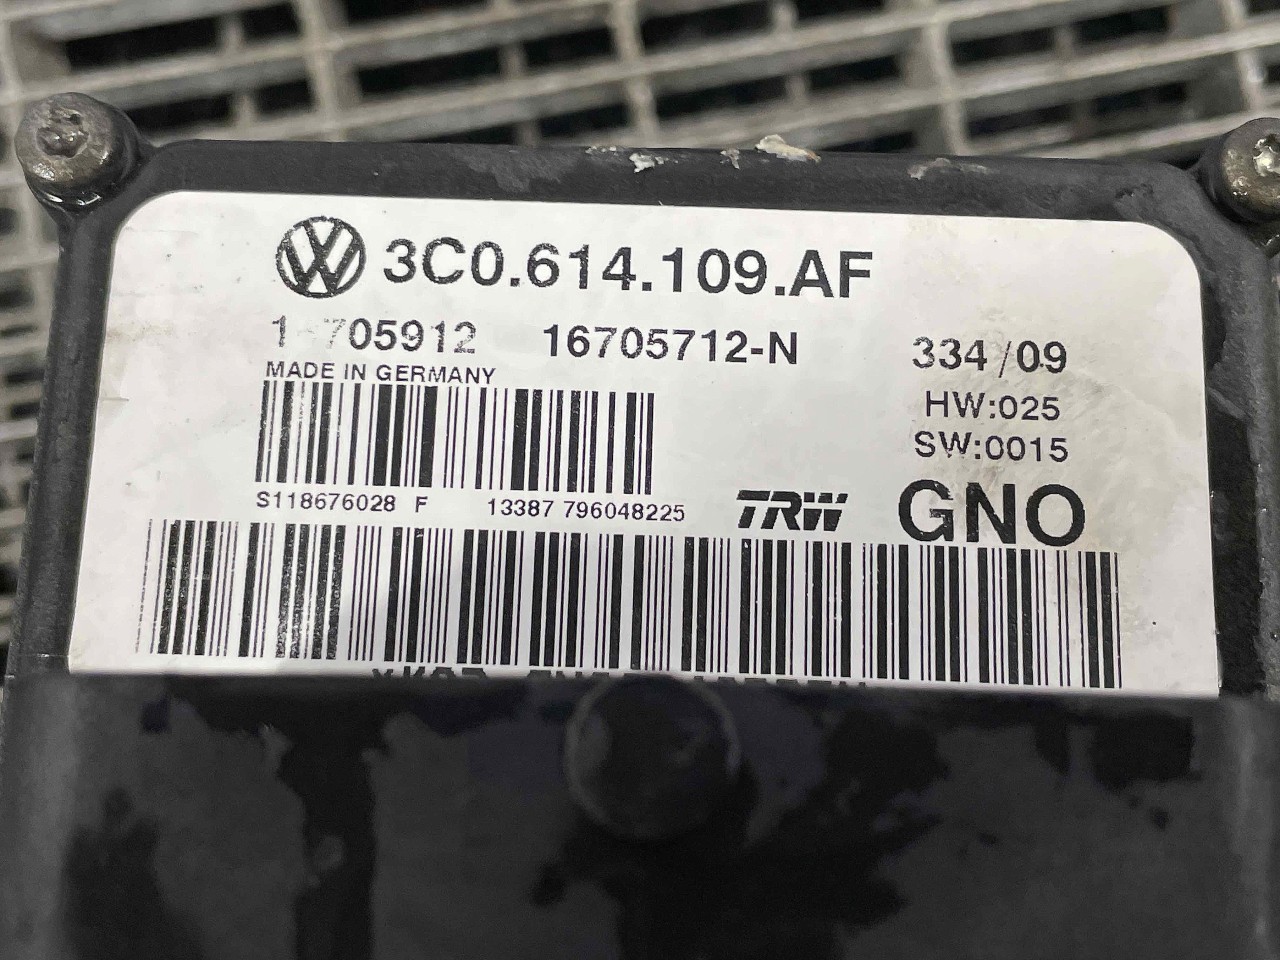 3C0.614.109.AF
705912 16705712-N 334/09
MADE IN GERMANY
HW:025
SW:0015
S118676028 F 13387 796048225 TRW GNO